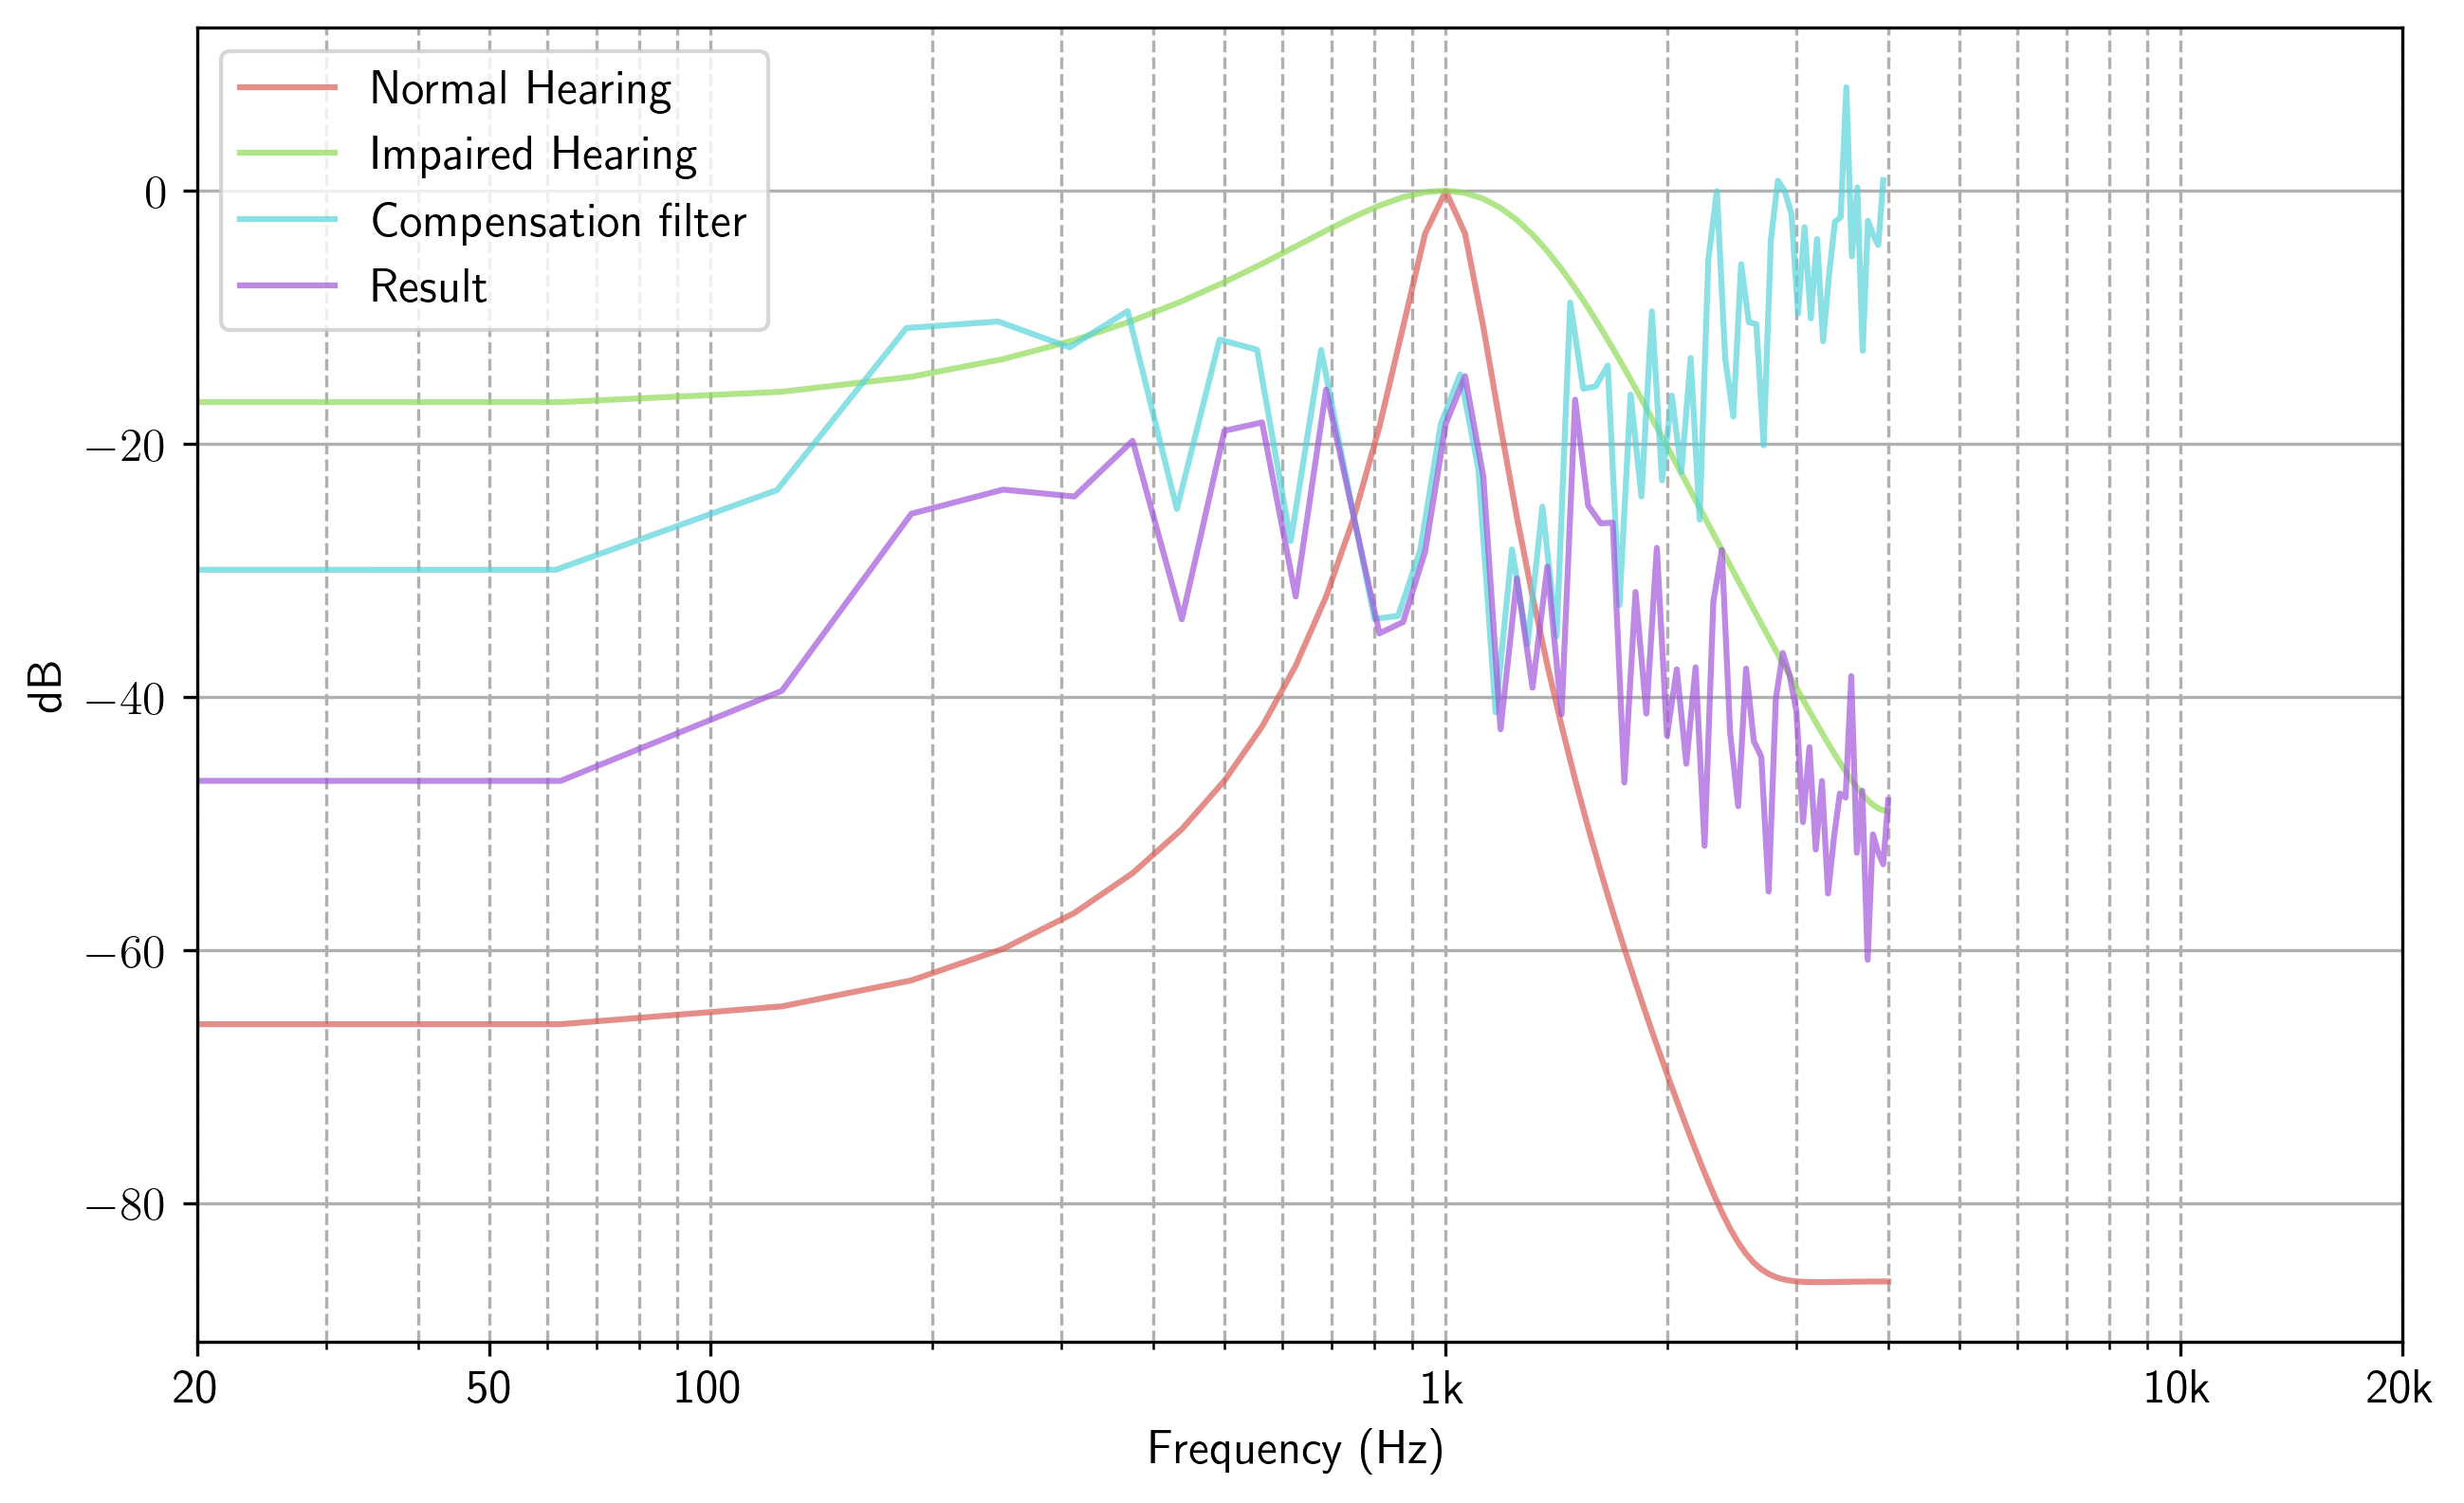 Normal Hearing
Impaired Hearing
Compensation filter
Result
0
−20
−40
−60
−80
dB
20 50 100 1k 10k 20k
Frequency (Hz)